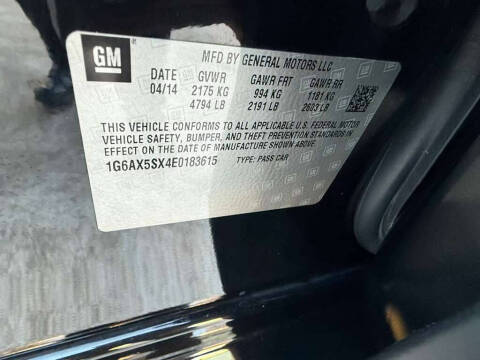 GM
MFD BY GENERAL MOTORS LLC
DATE GVWR GAWR FRT GAWR RR
04/14 2175 KG 994 KG 1181 KG
4794 LB 2191 LB 2603 LB
THIS VEHICLE CONFORMS TO ALL APPLICABLE U.S. FEDERAL MOTOR
VEHICLE SAFETY, BUMPER, AND THEFT PREVENTION STANDARDS
IN EFFECT ON THE DATE OF MANUFACTURE SHOWN ABOVE.
1G6AX5SX4E0183615 TYPE: PASS CAR